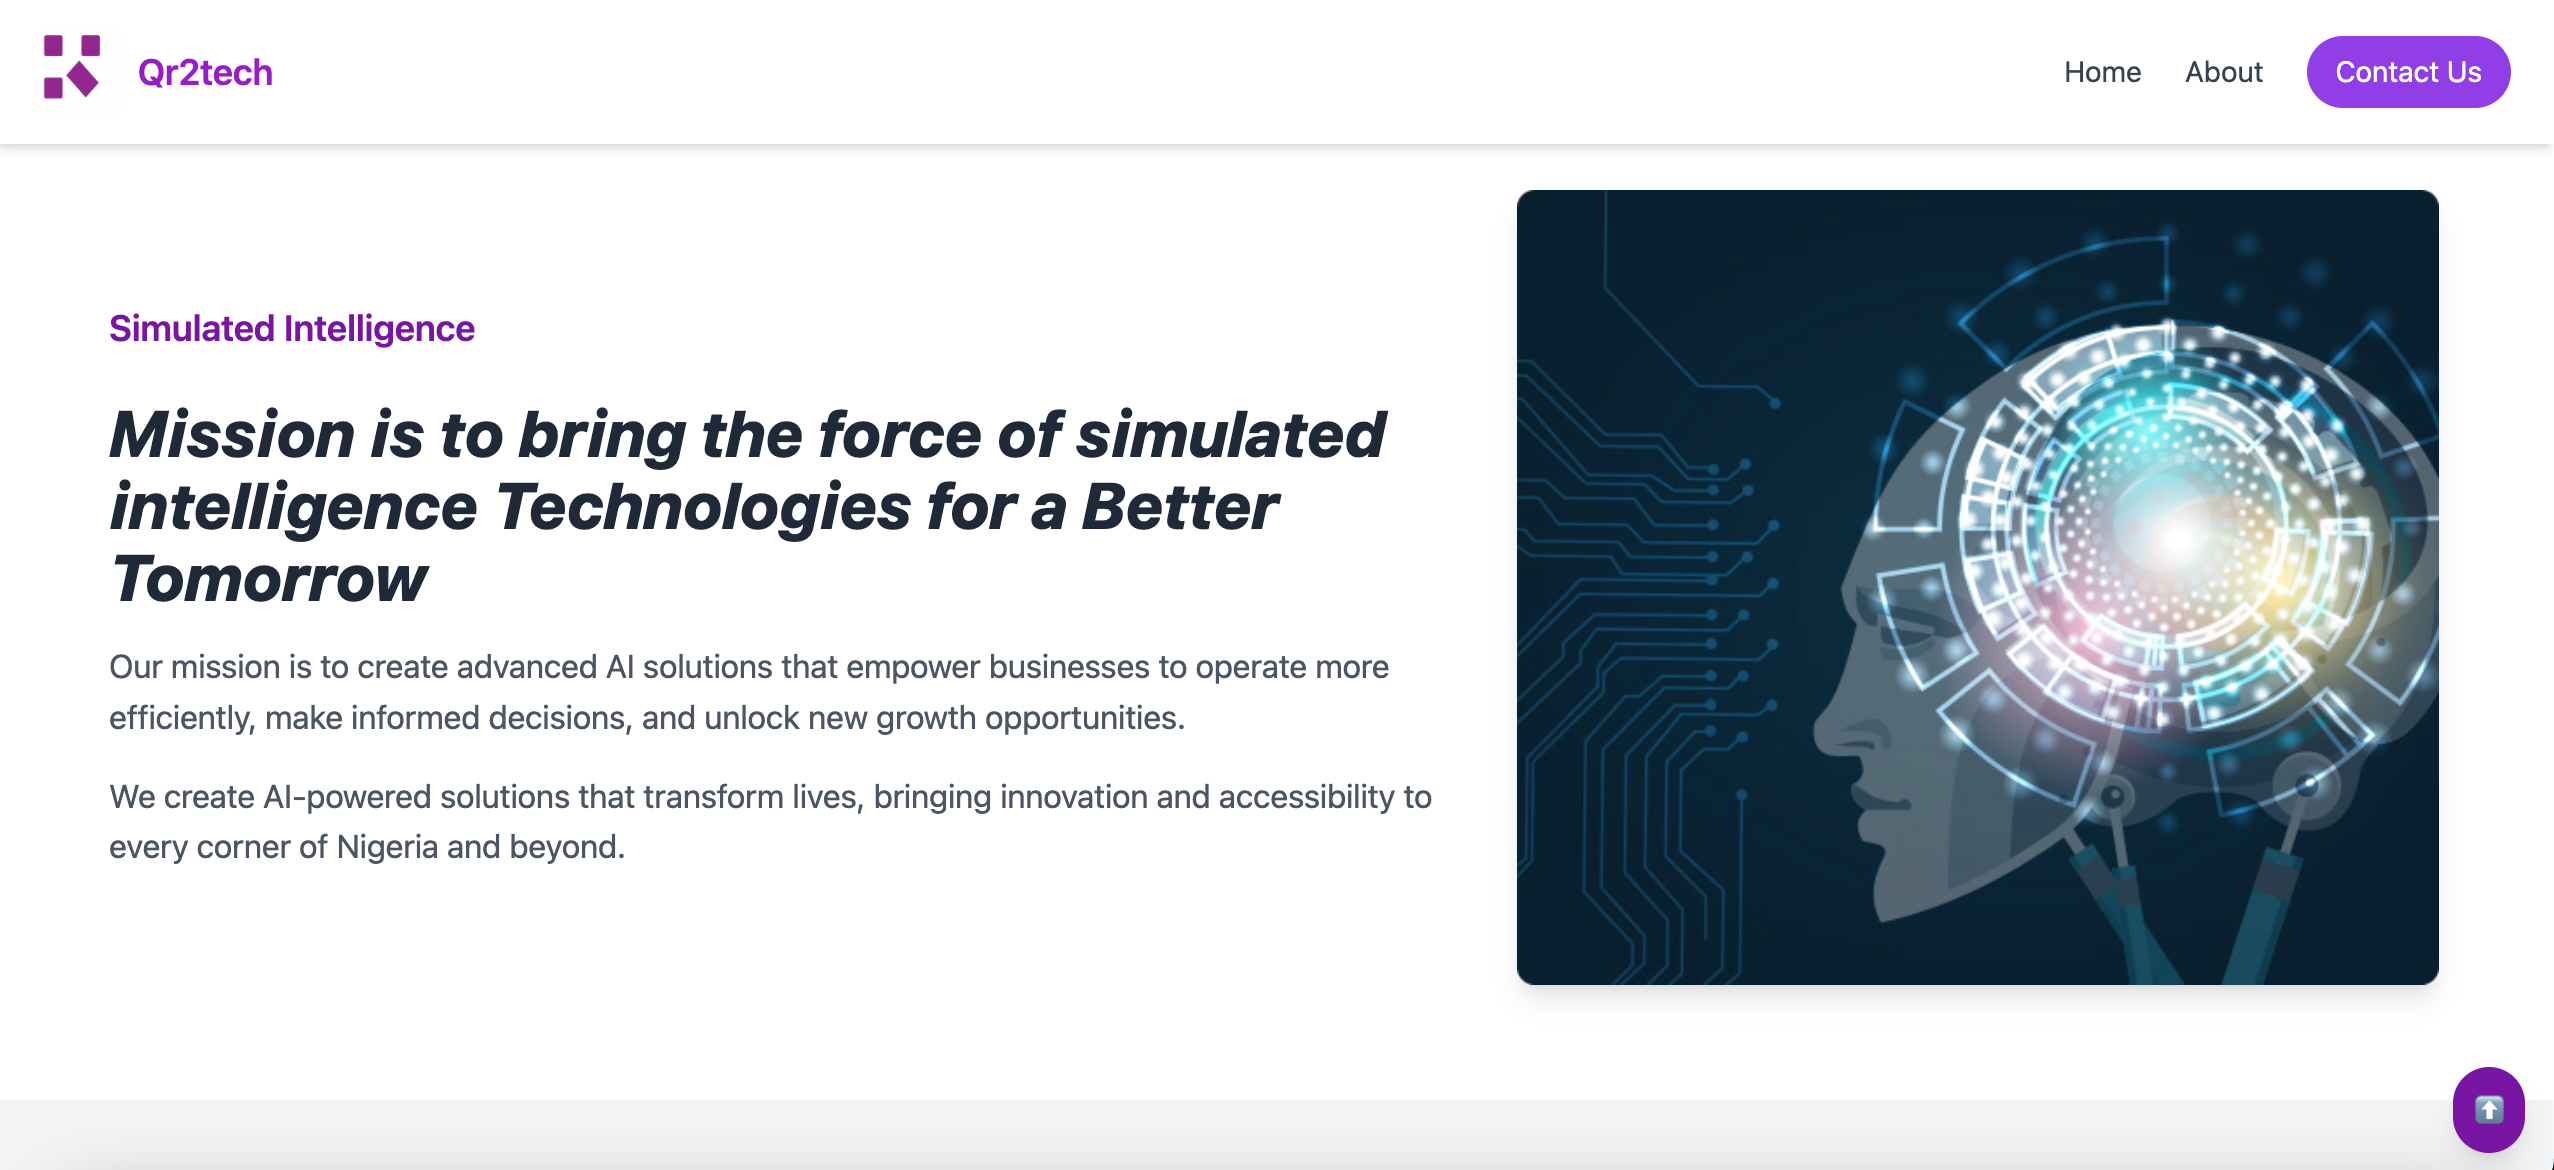 Qr2tech
Home
About
Contact Us
Simulated Intelligence
Mission is to bring the force of simulated
intelligence Technologies for a Better
Tomorrow
Our mission is to create advanced AI solutions that empower businesses to operate more
efficiently, make informed decisions, and unlock new growth opportunities.
We create AI-powered solutions that transform lives, bringing innovation and accessibility to
every corner of Nigeria and beyond.